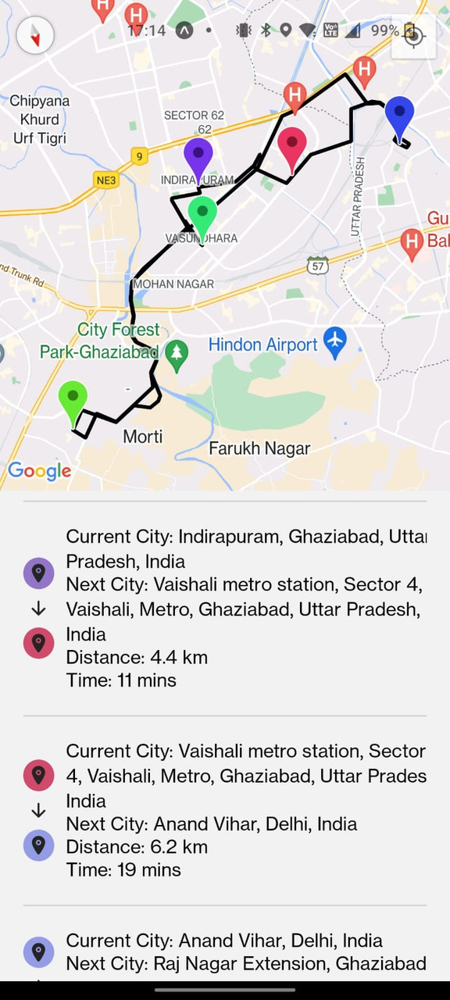 H
H
17:14
Vo))
LTE
99%
Chipyana
Khurd
Urf Tigri
SECTOR 62
62
H
H
9
NE3
INDIRAPURAM
UTTAR PRADESH
VASUNDHARA
Gu
H
Bal
57
nd Trunk Rd
MOHAN NAGAR
City Forest
Park-Ghaziabad
Hindon Airport
Morti
Farukh Nagar
Google
Current City: Indirapuram, Ghaziabad, Uttar
Pradesh, India
Next City: Vaishali metro station, Sector 4,
Vaishali, Metro, Ghaziabad, Uttar Pradesh,
India
Distance: 4.4 km
Time: 11 mins
Current City: Vaishali metro station, Sector
4, Vaishali, Metro, Ghaziabad, Uttar Prades
India
Next City: Anand Vihar, Delhi, India
Distance: 6.2 km
Time: 19 mins
Current City: Anand Vihar, Delhi, India
Next City: Raj Nagar Extension, Ghaziabad